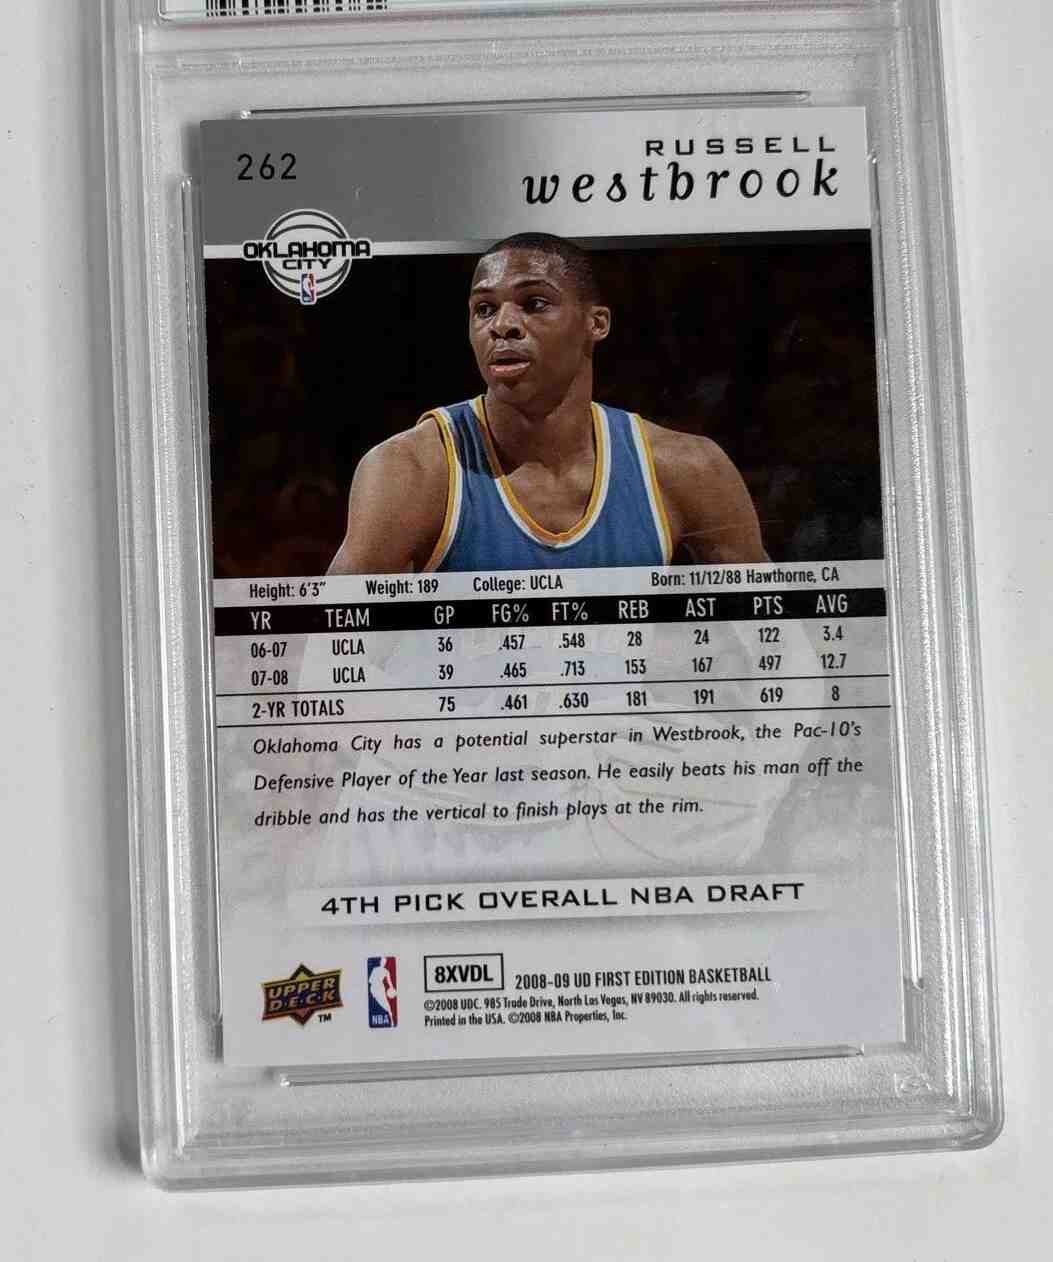 262
RUSSELL
westbrook
OKLAHOMA
CITY
Height: 6'3" Weight: 189 College: UCLA Born: 11/12/88 Hawthorne, CA
YR TEAM GP FG% FT% REB AST PTS AVG
06-07 UCLA 36 .457 .548 28 24 122 3.4
07-08 UCLA 39 .465 .713 153 167 497 12.7
2-YR TOTALS 75 .461 .630 181 191 619 8
Oklahoma City has a potential superstar in Westbrook, the Pac-10's
Defensive Player of the Year last season. He easily beats his man off the
dribble and has the vertical to finish plays at the rim.
4TH PICK OVERALL NBA DRAFT
UPPER
D·E·C·K
TM
NBA
8XVDL 2008-09 UD FIRST EDITION BASKETBALL
©2008 UDC. 985 Trade Drive, North Las Vegas, NV 89030. All rights reserved.
Printed in the USA. ©2008 NBA Properties, Inc.